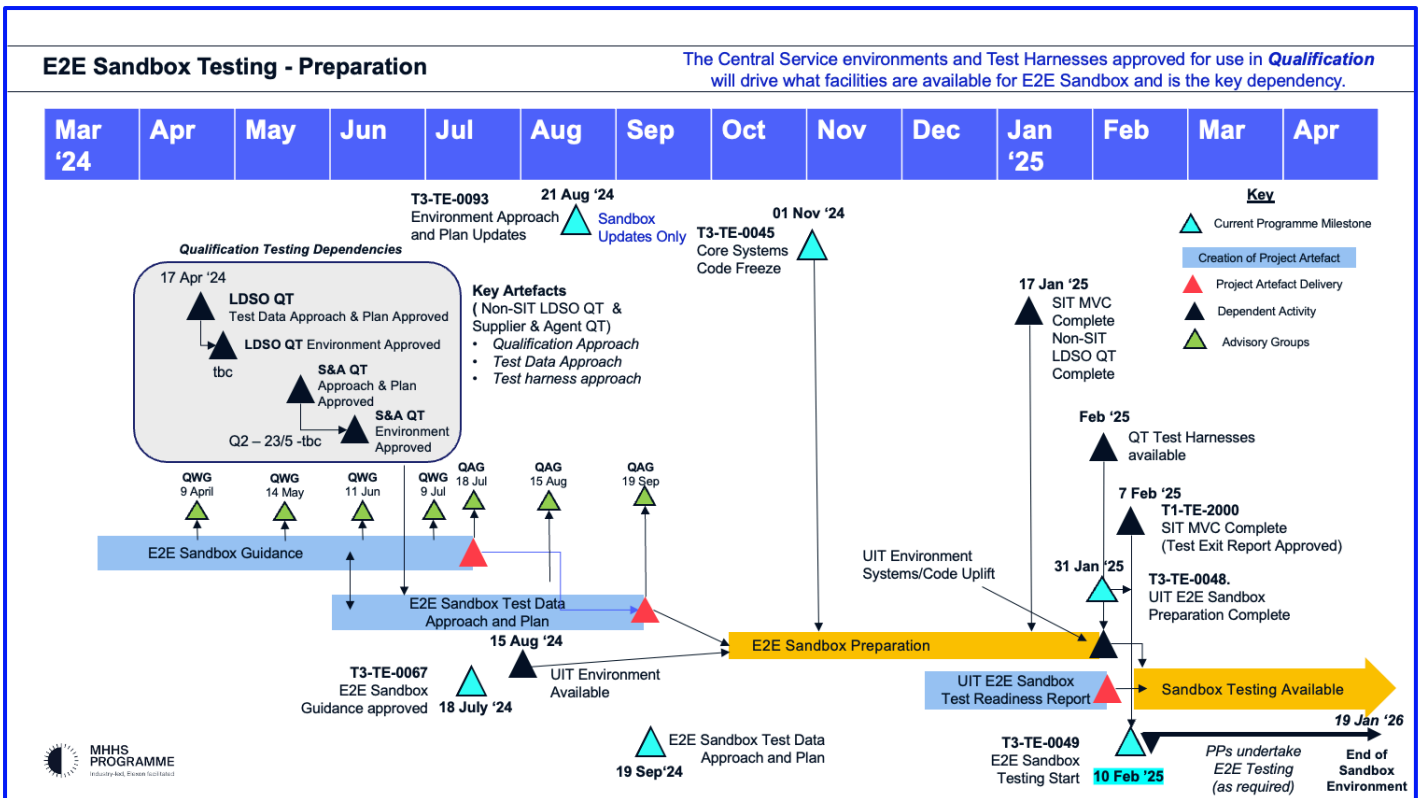 E2E Sandbox Testing - Preparation
The Central Service environments and Test Harnesses approved for use in Qualification
will drive what facilities are available for E2E Sandbox and is the key dependency.
Mar
‘24
Apr
May
Jun
Jul
Aug
Sep
Oct
Nov
Dec
Jan
‘25
Feb
Mar
Apr
T3-TE-0093
Environment Approach
and Plan Updates
21 Aug ‘24
Sandbox
Updates Only
01 Nov ‘24
T3-TE-0045
Core Systems
Code Freeze
Key
Current Programme Milestone
Creation of Project Artefact
Project Artefact Delivery
Dependent Activity
Advisory Groups
Qualification Testing Dependencies
17 Apr ‘24
LDSO QT
Test Data Approach & Plan Approved
LDSO QT Environment Approved
tbc
S&A QT
Approach & Plan
Approved
S&A QT
Environment
Approved
Q2 – 23/5 -tbc
Key Artefacts
( Non-SIT LDSO QT &
Supplier & Agent QT)
• Qualification Approach
• Test Data Approach
• Test harness approach
17 Jan ‘25
SIT MVC
Complete
Non-SIT
LDSO QT
Complete
Feb ‘25
QT Test Harnesses
available
7 Feb ‘25
T1-TE-2000
SIT MVC Complete
(Test Exit Report Approved)
QWG
9 April
QWG
14 May
QWG
11 Jun
QWG
9 Jul
QAG
18 Jul
QAG
15 Aug
QAG
19 Sep
E2E Sandbox Guidance
UIT Environment
Systems/Code Uplift
31 Jan ‘25
T3-TE-0048.
UIT E2E Sandbox
Preparation Complete
E2E Sandbox Test Data
Approach and Plan
15 Aug ‘24
UIT Environment
Available
E2E Sandbox Preparation
T3-TE-0067
E2E Sandbox
Guidance approved
18 July ‘24
UIT E2E Sandbox
Test Readiness Report
Sandbox Testing Available
19 Jan ‘26
E2E Sandbox Test Data
Approach and Plan
19 Sep‘24
T3-TE-0049
E2E Sandbox
Testing Start
10 Feb ‘25
PPs undertake
E2E Testing
(as required)
End of
Sandbox
Environment
MHHS
PROGRAMME
Industry-led, Elexon facilitated